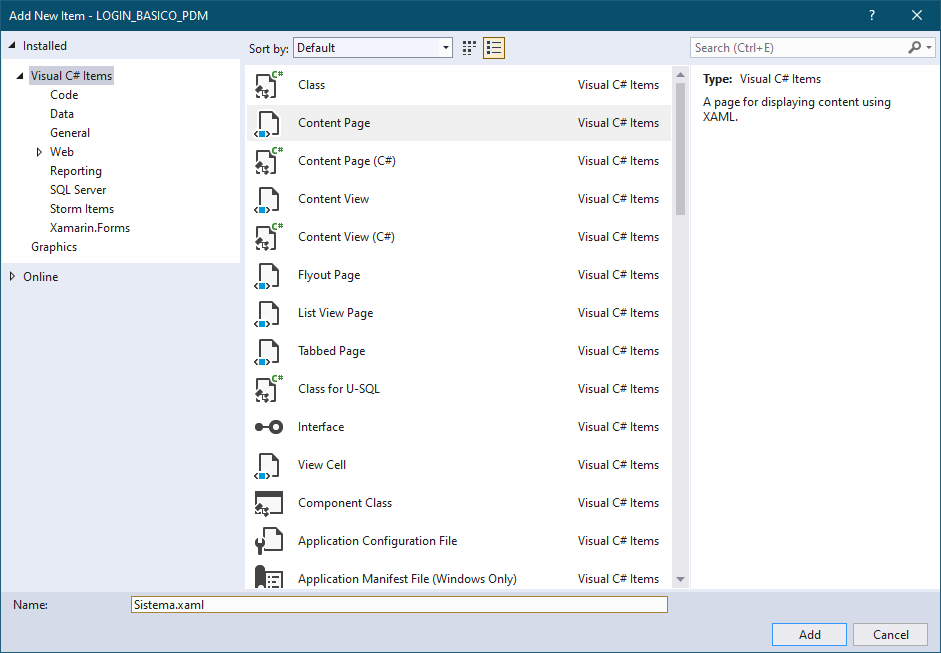 Add New Item - LOGIN_BASICO_PDM
?
Installed
Sort by: Default
Search (Ctrl+E)
Visual C# Items
Code
Data
General
Web
Reporting
SQL Server
Storm Items
Xamarin.Forms
Graphics
Online
C# Class Visual C# Items
Content Page Visual C# Items
C# Content Page (C#) Visual C# Items
Content View Visual C# Items
C# Content View (C#) Visual C# Items
Flyout Page Visual C# Items
List View Page Visual C# Items
Tabbed Page Visual C# Items
C# Class for U-SQL Visual C# Items
Interface Visual C# Items
View Cell Visual C# Items
Component Class Visual C# Items
Application Configuration File Visual C# Items
Application Manifest File (Windows Only) Visual C# Items
Type: Visual C# Items
A page for displaying content using
XAML.
Name: Sistema.xaml
Add Cancel